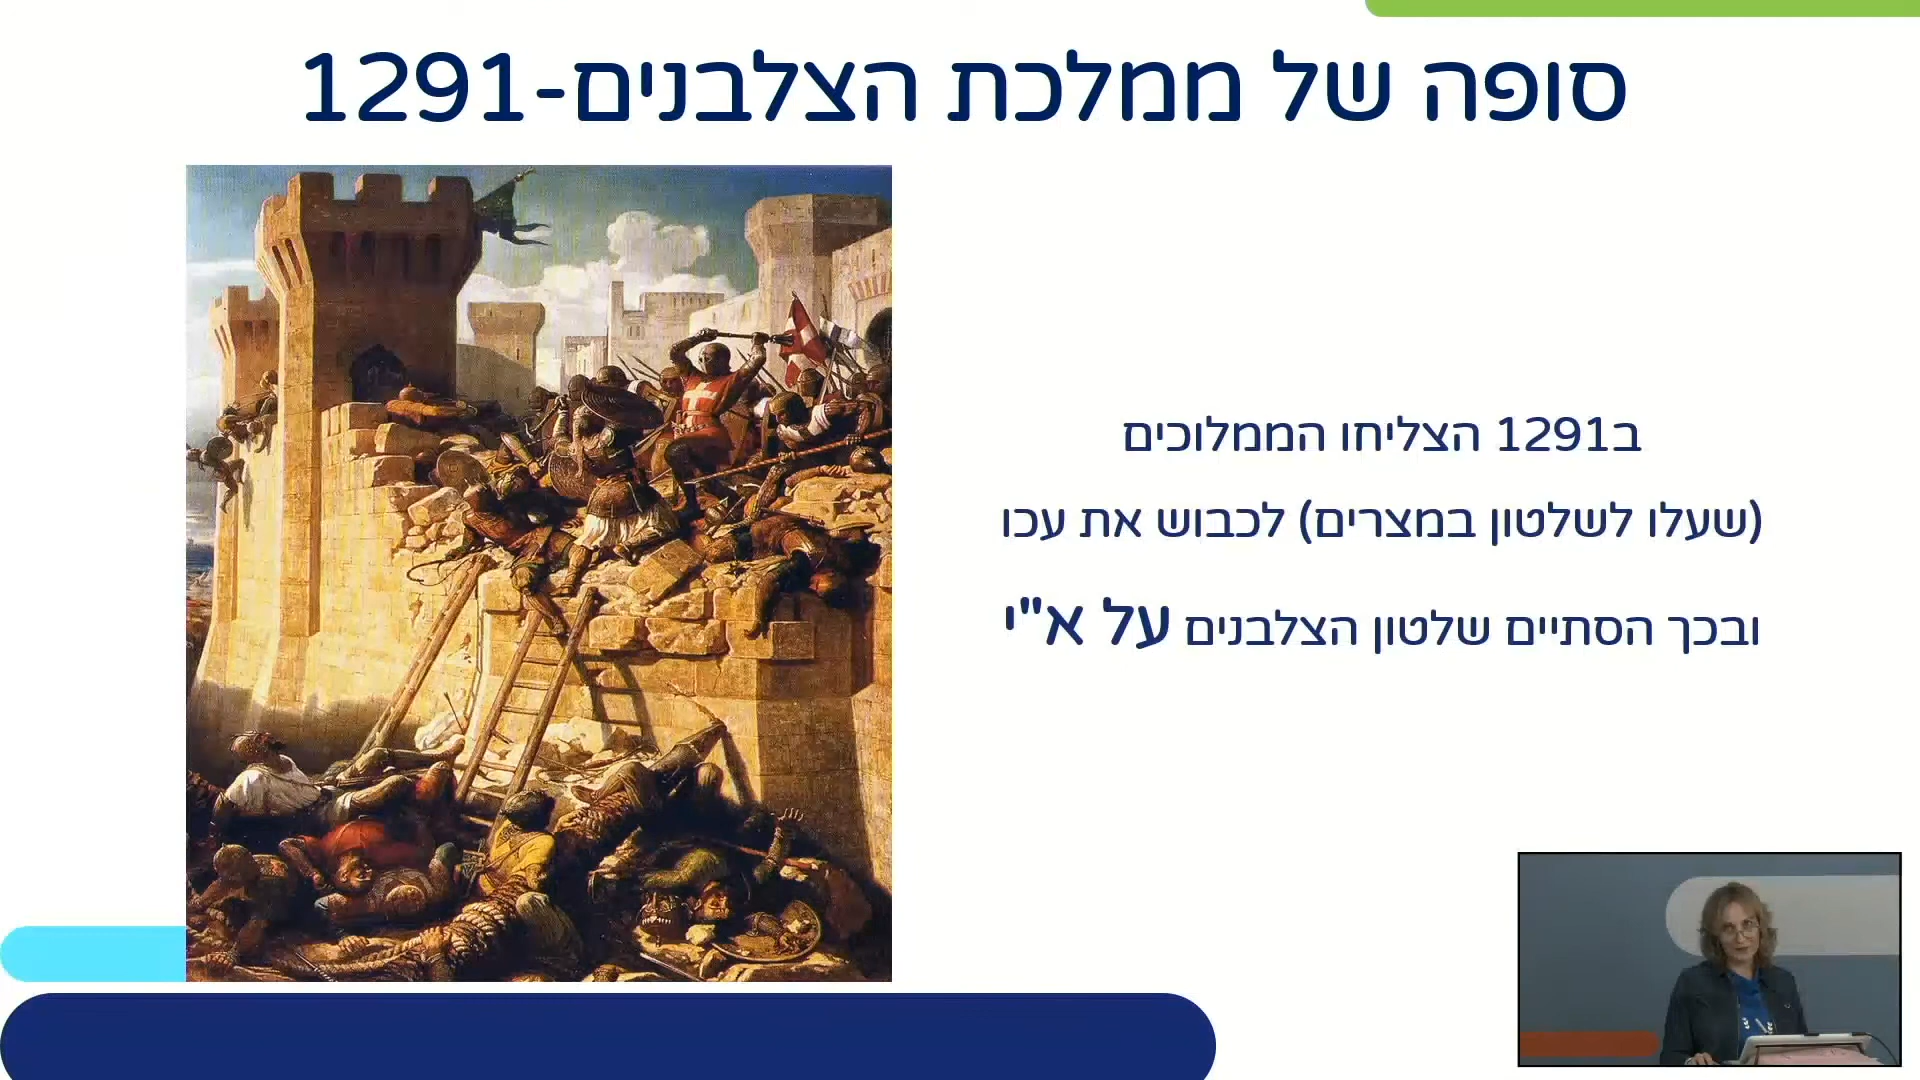 סופה של ממלכת הצלבנים-1291
ב1291 הצליחו הממלוכים
(שעלו לשלטון במצרים) לכבוש את עכו
ובכך הסתיים שלטון הצלבנים על א"י